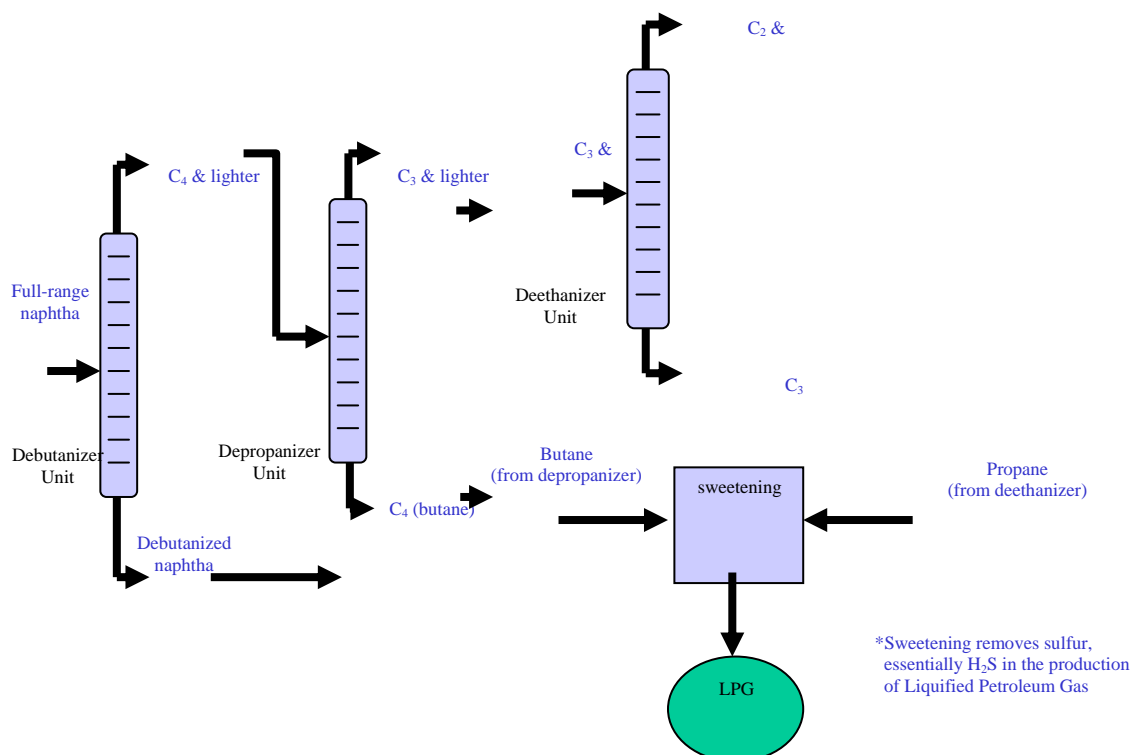 C₂ &
C₃ &
C₄ & lighter
C₃ & lighter
Full-range
naphtha
Deethanizer
Unit
C₃
Debutanizer
Unit
Depropanizer
Unit
Butane
(from depropanizer)
sweetening
Propane
(from deethanizer)
C₄ (butane)
Debutanized
naphtha
*Sweetening removes sulfur,
essentially H₂S in the production
of Liquified Petroleum Gas
LPG